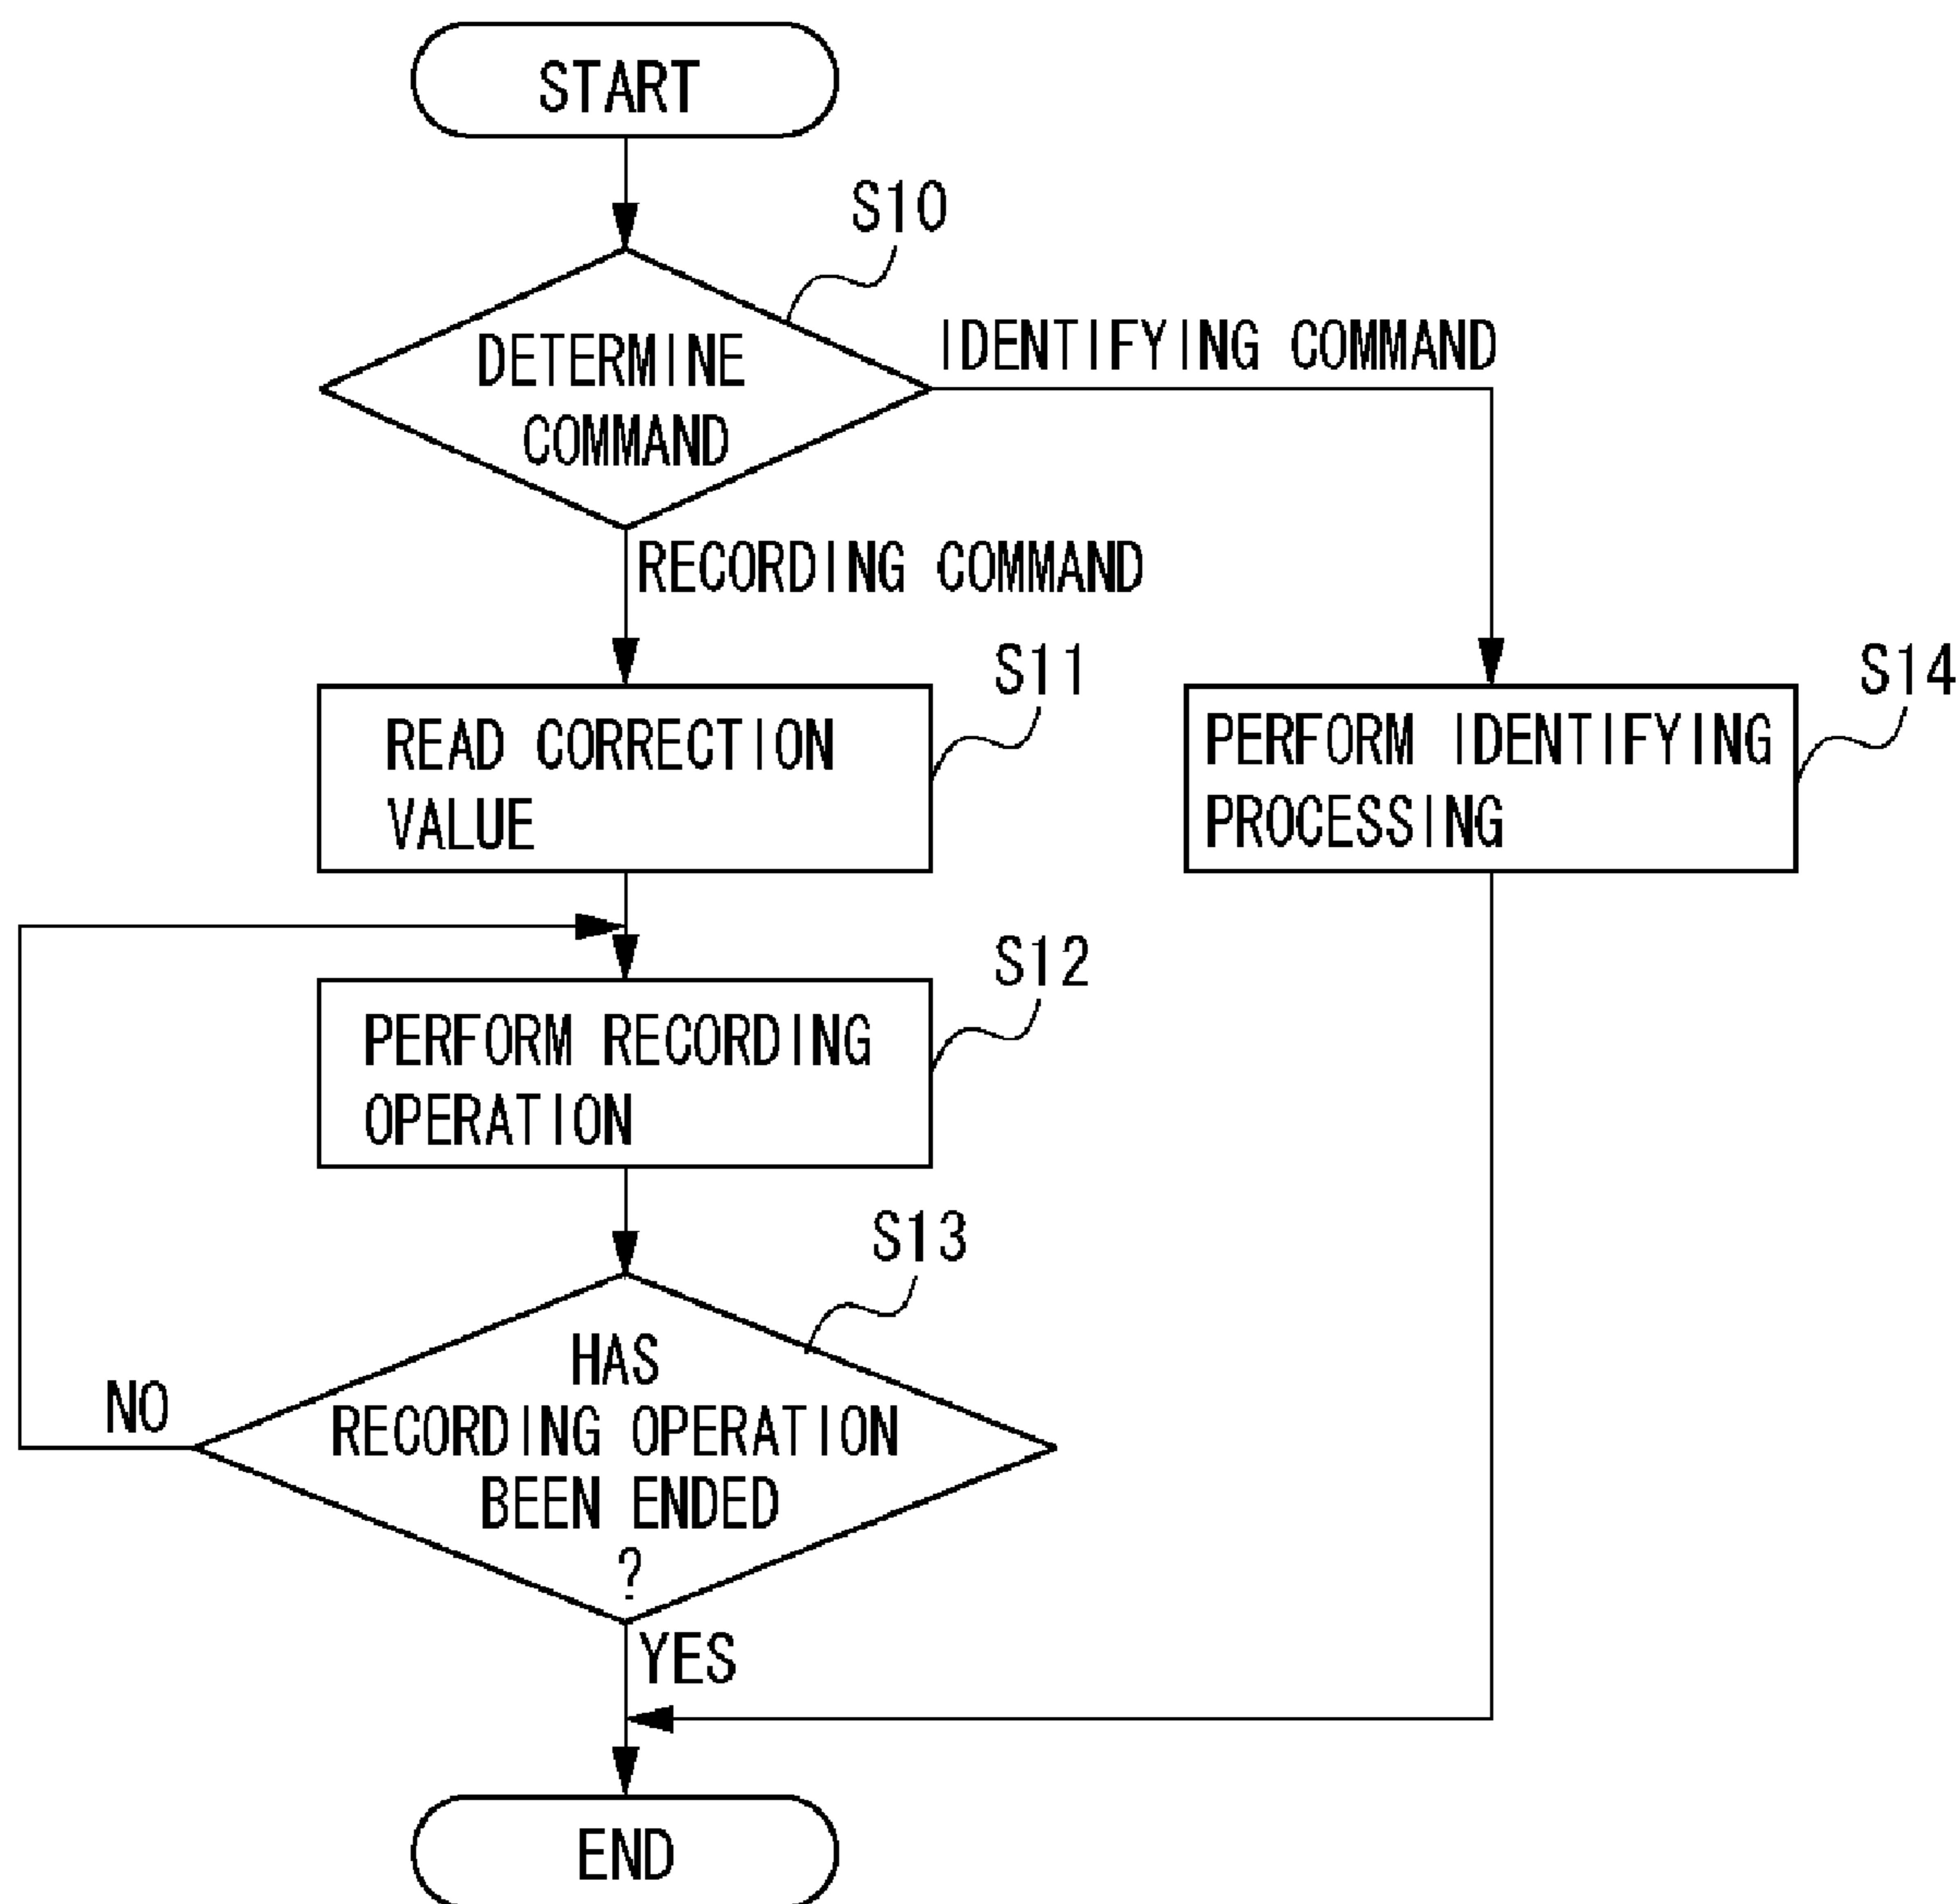 START
S10
DETERMINE
COMMAND
IDENTIFYING COMMAND
RECORDING COMMAND
S11
READ CORRECTION
VALUE
S14
PERFORM IDENTIFYING
PROCESSING
S12
PERFORM RECORDING
OPERATION
S13
HAS
RECORDING OPERATION
BEEN ENDED
?
NO
YES
END